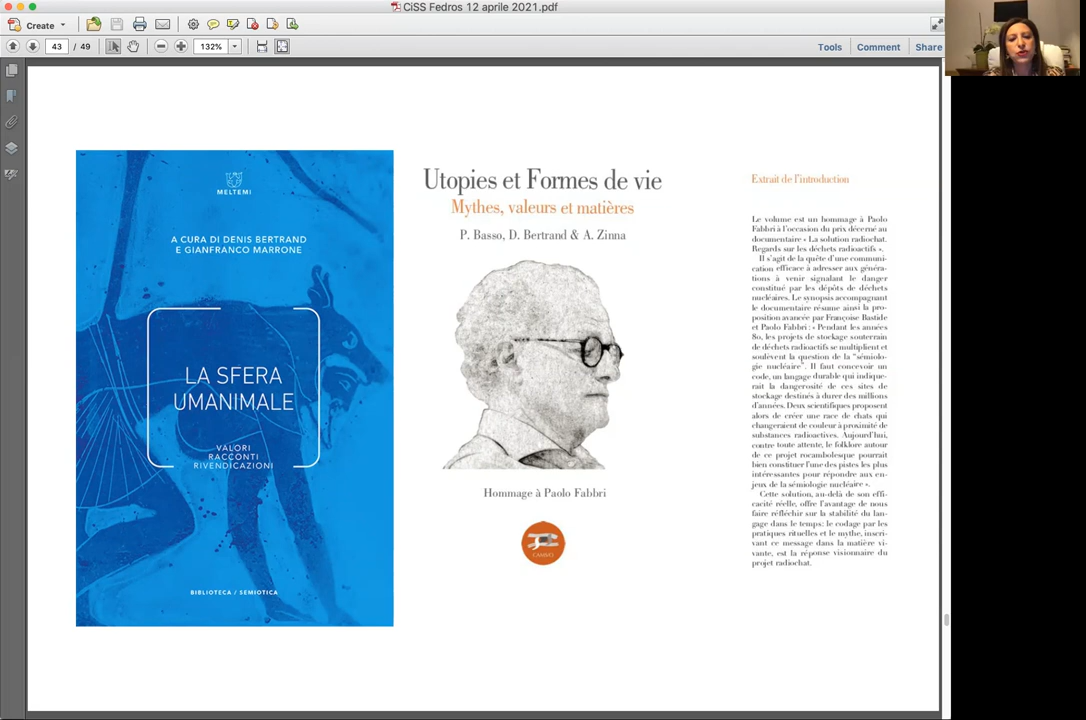 CiSS Fedros 12 aprile 2021.pdf
Create
43 / 49
132%
Tools
Comment
Share
MELTEMI
A CURA DI DENIS BERTRAND
E GIANFRANCO MARRONE
LA SFERA
UMANIMALE
VALORI
RACCONTI
RIVENDICAZIONI
BIBLIOTECA / SEMIOTICA
Utopies et Formes de vie
Mythes, valeurs et matières
P. Basso, D. Bertrand & A. Zinna
Hommage à Paolo Fabbri
CAMS/O
Extrait de l'introduction
Le volume est un hommage à Paolo
Fabbri à l'occasion du prix décerné au
documentaire « La solution radiochat.
Regards sur les déchets radioactifs ».
Il s'agit de la quête d'une communi-
cation efficace à adresser aux généra-
tions à venir signalant le danger
constitué par les dépôts de déchets
nucléaires. Le synopsis accompagnant
le documentaire résume ainsi la pro-
position avancée par Françoise Bastide
et Paolo Fabbri : « Pendant les années
80, les projets de stockage souterrain
de déchets radioactifs se multiplient et
soulèvent la question de la “sémiolo-
gie nucléaire”. Il faut concevoir un
code, un langage durable qui indique-
rait la dangerosité de ces sites de
stockage destinés à durer des millions
d'années. Deux scientifiques proposent
alors de créer une race de chats qui
changeraient de couleur à proximité de
substances radioactives. Aujourd'hui,
contre toute attente, le folklore autour
de ce projet rocambolesque pourrait
bien constituer l'une des pistes les plus
intéressantes pour répondre aux en-
jeux de la sémiologie nucléaire ».
Cette solution, au-delà de son effi-
cacité réelle, offre l'avantage de nous
faire réfléchir sur la stabilité du lan-
gage dans le temps: le codage par les
pratiques rituelles et le mythe, inscri-
vant ce message dans la matière vi-
vante, est la réponse visionnaire du
projet radiochat.